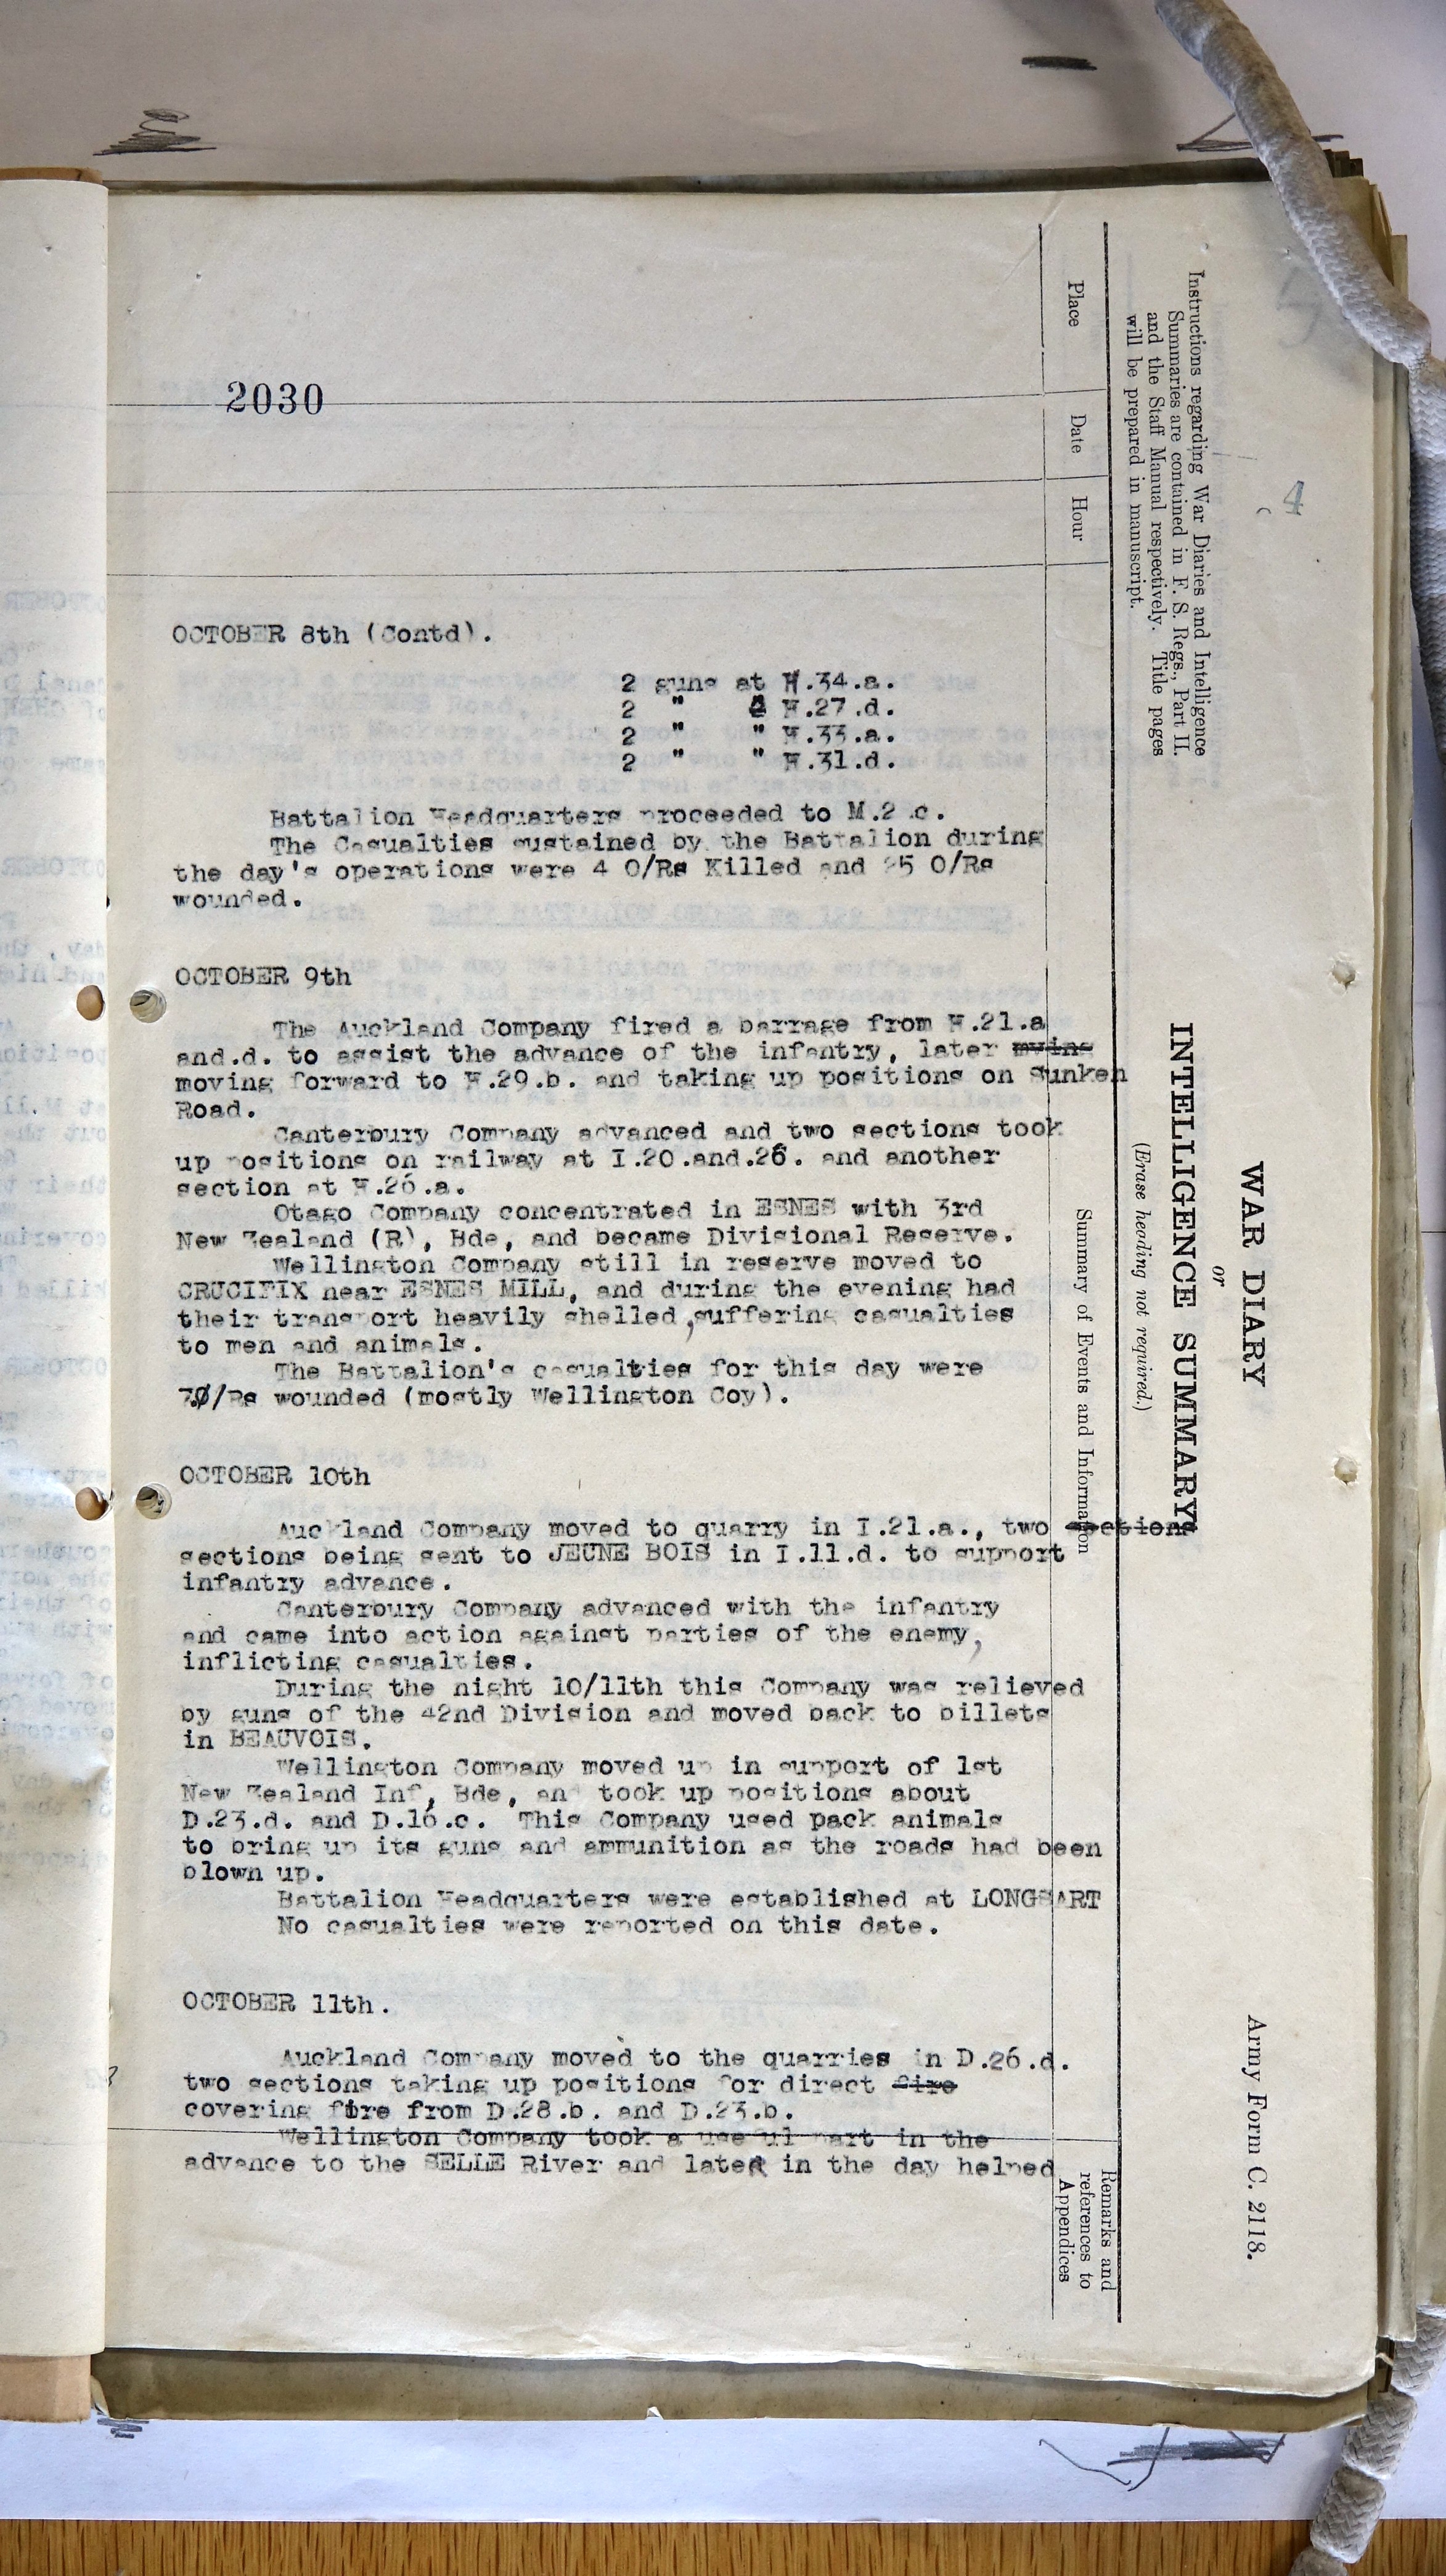 WAR DIARY
or
INTELLIGENCE SUMMARY
(Erase heading not required.)
Army Form C. 2118.
Instructions regarding War Diaries and Intelligence
Summaries are contained in F. S. Regs., Part II.
and the Staff Manual respectively. Title pages
will be prepared in manuscript.
4
Place
Date
Hour
Summary of Events and Information
Remarks and
references to
Appendices
2030
OCTOBER 8th (Contd).
2 guns at H.34.a.
2 " " H.27.d.
2 " " H.33.a.
2 " " H.31.d.
Battalion Headquarters proceeded to M.2.c.
The Casualties sustained by the Battalion during
the day's operations were 4 O/Rs Killed and 25 O/Rs
wounded.
OCTOBER 9th
The Auckland Company fired a barrage from H.21.a
and.d. to assist the advance of the infantry, later mving
moving forward to H.29.b. and taking up positions on Sunken
Road.
Canterbury Company advanced and two sections took
up positions on railway at I.20.and.26. and another
section at H.26.a.
Otago Company concentrated in ESNES with 3rd
New Zealand (R), Bde, and became Divisional Reserve.
Wellington Company still in reserve moved to
CRUCIFIX near ESNES MILL, and during the evening had
their transport heavily shelled,suffering casualties
to men and animals.
The Battalion's casualties for this day were
7.O/Rs wounded (mostly Wellington Coy).
OCTOBER 10th
Auckland Company moved to quarry in I.21.a., two sections
sections being sent to JEUNE BOIS in I.11.d. to support
infantry advance.
Canterbury Company advanced with the infantry
and came into action against parties of the enemy,
inflicting casualties.
During the night 10/11th this Company was relieved
by guns of the 42nd Division and moved back to billets
in BEAUVOIS.
Wellington Company moved up in support of 1st
New Zealand Inf, Bde, and took up positions about
D.23.d. and D.16.c. This Company used pack animals
to bring up its guns and ammunition as the roads had been
blown up.
Battalion Headquarters were established at LONGSART
No casualties were reported on this date.
OCTOBER 11th.
Auckland Company moved to the quarries in D.26.d.
two sections taking up positions for direct fire
covering fire from D.28.b. and D.23.b.
Wellington Company took a useful part in the
advance to the SELLE River and later in the day helped